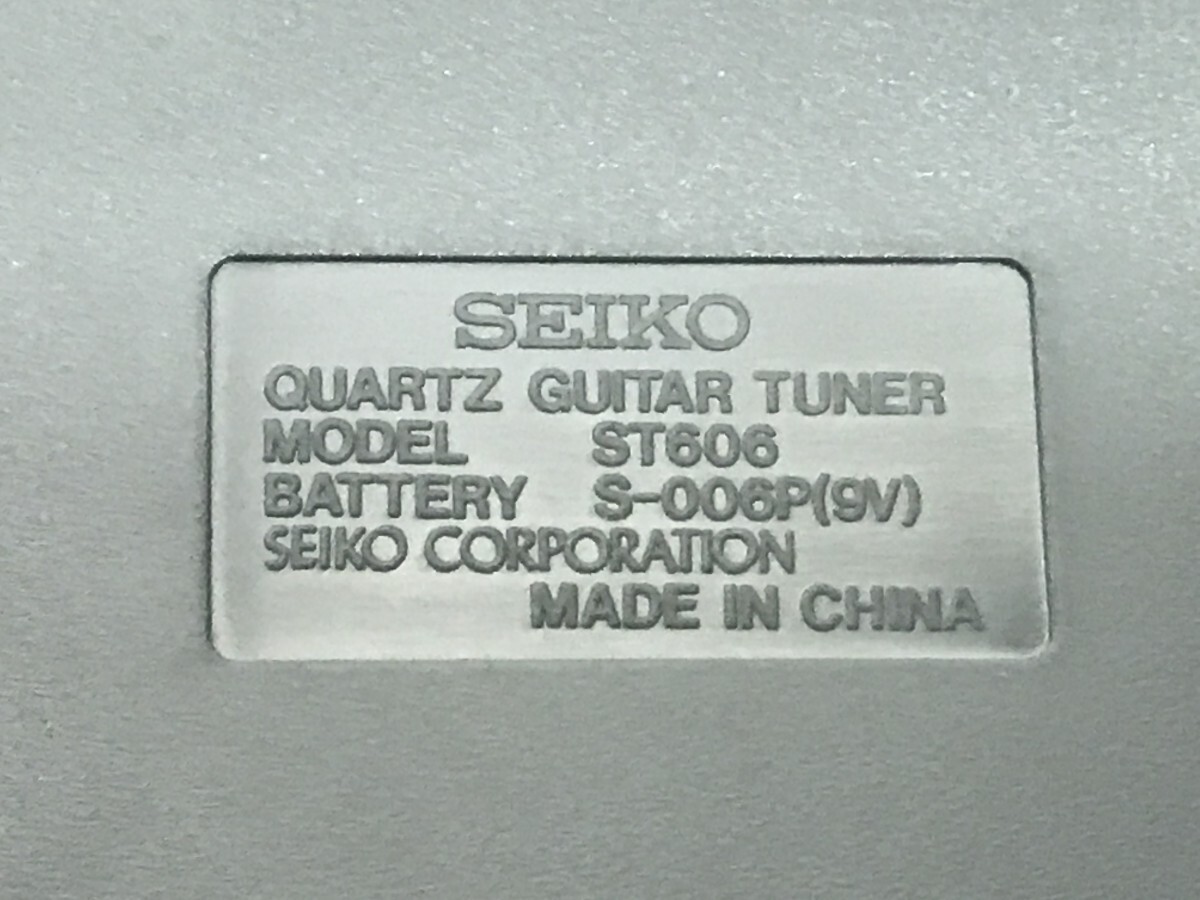 SEIKO
QUARTZ GUITAR TUNER
MODEL ST606
BATTERY S-006P(9V)
SEIKO CORPORATION
MADE IN CHINA